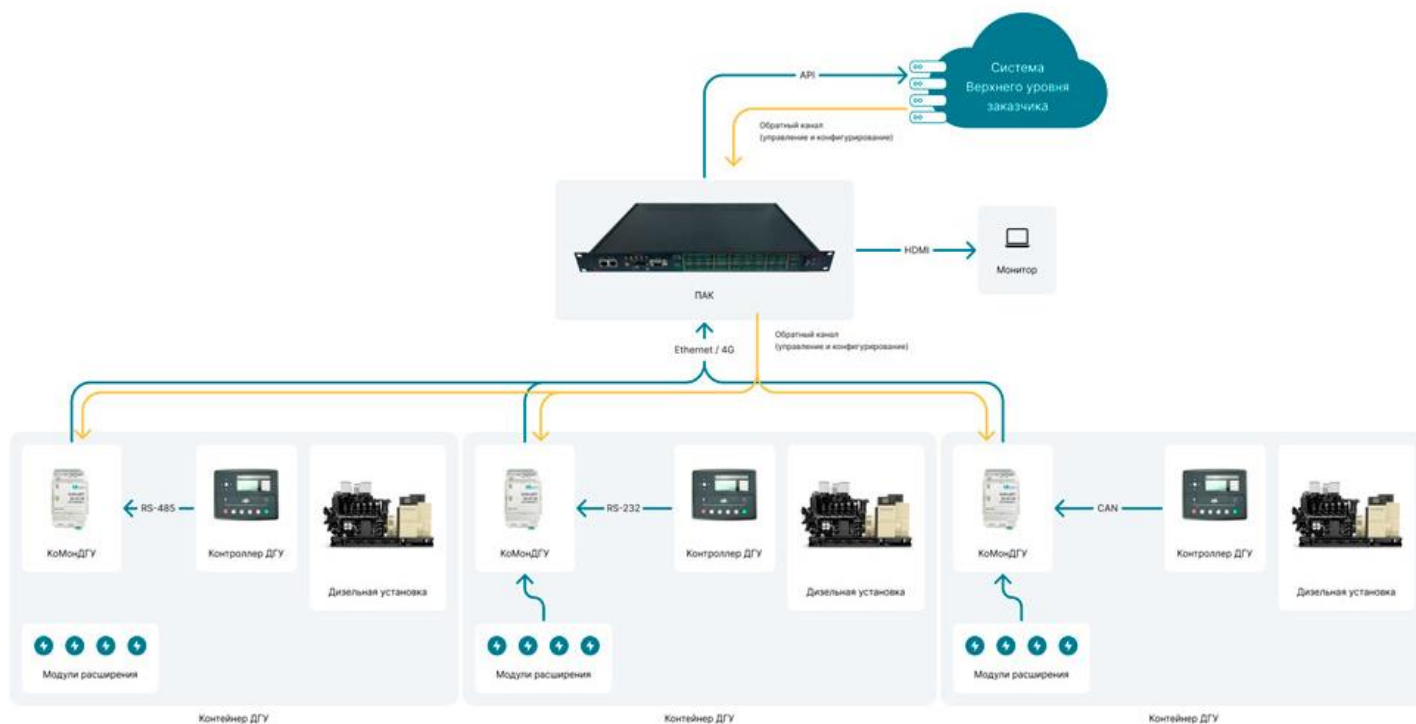 Система
Верхнего уровня
заказчика
API
Обратный канал
(управление и конфигурирование)
HDMI
Монитор
ПАК
Обратный канал
(управление и конфигурирование)
Ethernet / 4G
КоМонДГУ
RS-485
Контроллер ДГУ
Дизельная установка
Модули расширения
Контейнер ДГУ
КоМонДГУ
RS-232
Контроллер ДГУ
Дизельная установка
Модули расширения
Контейнер ДГУ
КоМонДГУ
CAN
Контроллер ДГУ
Дизельная установка
Модули расширения
Контейнер ДГУ